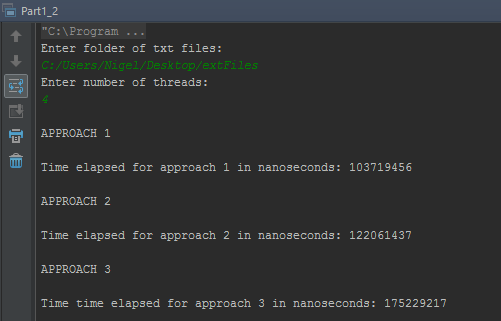 Part1_2
"C:\Program ...
Enter folder of txt files:
C:/Users/Nigel/Desktop/extFiles
Enter number of threads:
4
APPROACH 1
Time elapsed for approach 1 in nanoseconds: 103719456
APPROACH 2
Time elapsed for approach 2 in nanoseconds: 122061437
APPROACH 3
Time time elapsed for approach 3 in nanoseconds: 175229217